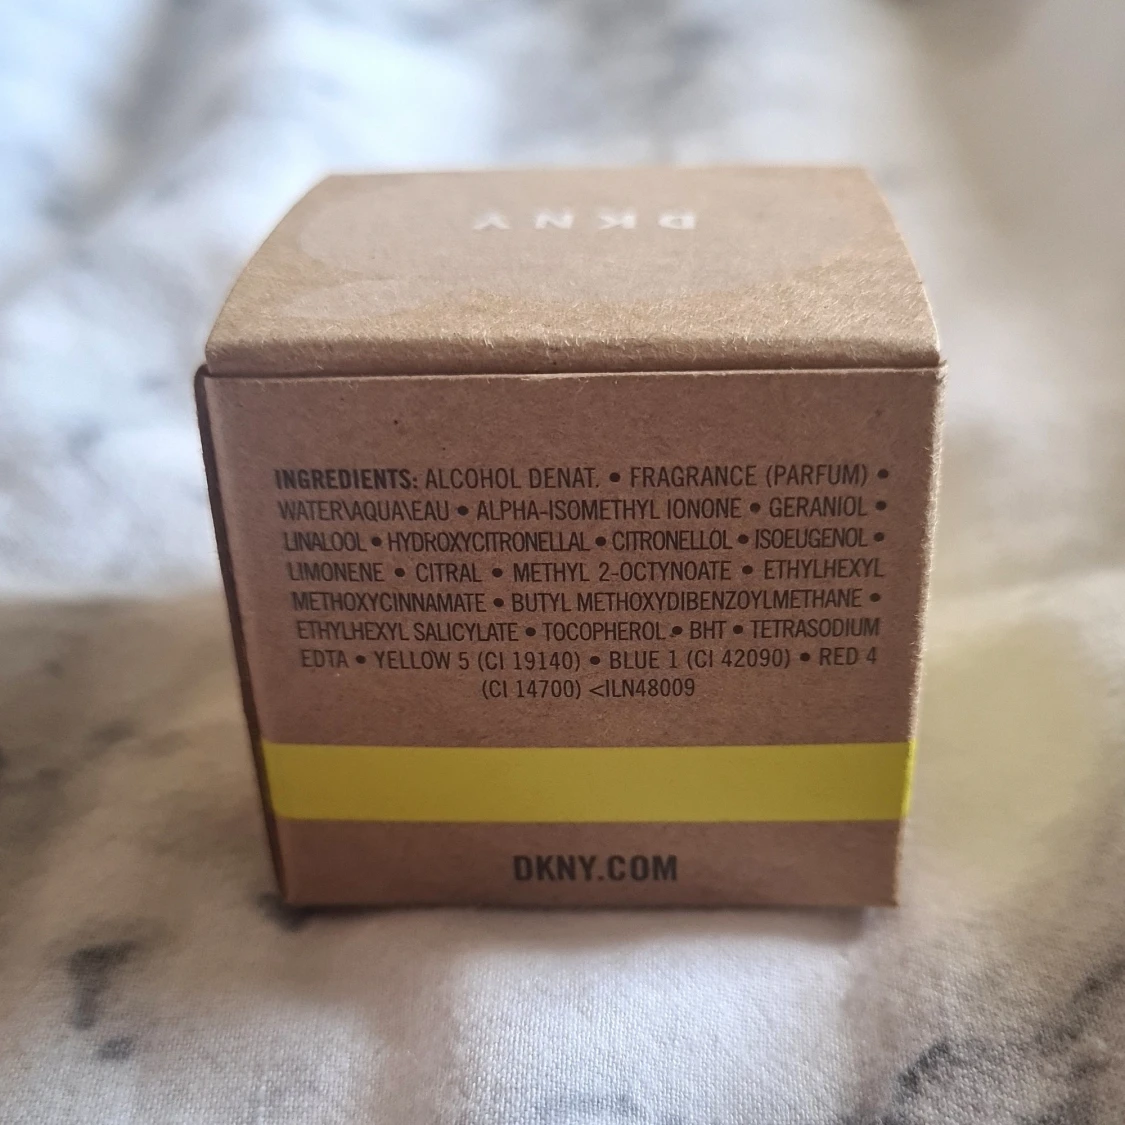 DKNY
INGREDIENTS: ALCOHOL DENAT. • FRAGRANCE (PARFUM) •
WATER\AQUA\EAU • ALPHA-ISOMETHYL IONONE • GERANIOL •
LINALOOL • HYDROXYCITRONELLAL • CITRONELLOL • ISOEUGENOL •
LIMONENE • CITRAL • METHYL 2-OCTYNOATE • ETHYLHEXYL
METHOXYCINNAMATE • BUTYL METHOXYDIBENZOYLMETHANE •
ETHYLHEXYL SALICYLATE • TOCOPHEROL • BHT • TETRASODIUM
EDTA • YELLOW 5 (CI 19140) • BLUE 1 (CI 42090) • RED 4
(CI 14700) <ILN48009
DKNY.COM